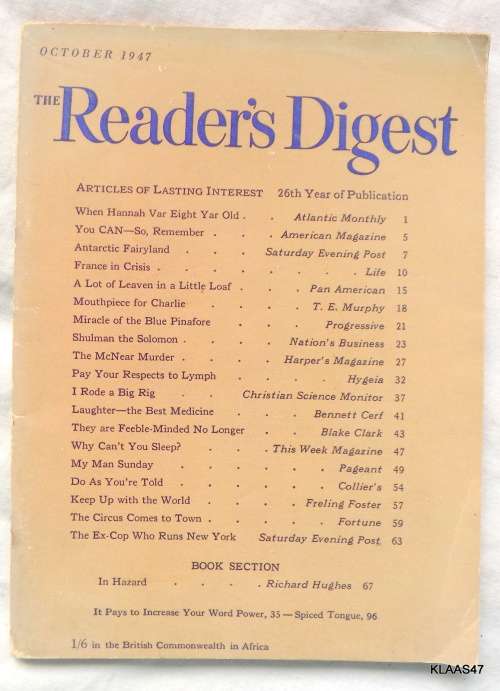 OCTOBER 1947
THE Reader's Digest
ARTICLES OF LASTING INTEREST 26th Year of Publication
When Hannah Var Eight Yar Old . . Atlantic Monthly 1
You CAN—So, Remember . . . American Magazine 5
Antarctic Fairyland . . . Saturday Evening Post 7
France in Crisis . . . . . . . . . Life 10
A Lot of Leaven in a Little Loaf . . . Pan American 15
Mouthpiece for Charlie . . . . T. E. Murphy 18
Miracle of the Blue Pinafore . . . . Progressive 21
Shulman the Solomon . . . . Nation's Business 23
The McNear Murder . . . . Harper's Magazine 27
Pay Your Respects to Lymph . . . . Hygeia 32
I Rode a Big Rig . . Christian Science Monitor 37
Laughter—the Best Medicine . . . Bennett Cerf 41
They are Feeble-Minded No Longer . . Blake Clark 43
Why Can't You Sleep? . . . This Week Magazine 47
My Man Sunday . . . . . Pageant 49
Do As You're Told . . . . . Collier's 54
Keep Up with the World . . . . Freling Foster 57
The Circus Comes to Town . . . . . Fortune 59
The Ex-Cop Who Runs New York Saturday Evening Post 63
BOOK SECTION
In Hazard . . . . Richard Hughes 67
It Pays to Increase Your Word Power, 35 — Spiced Tongue, 96
1/6 in the British Commonwealth in Africa
KLAAS47